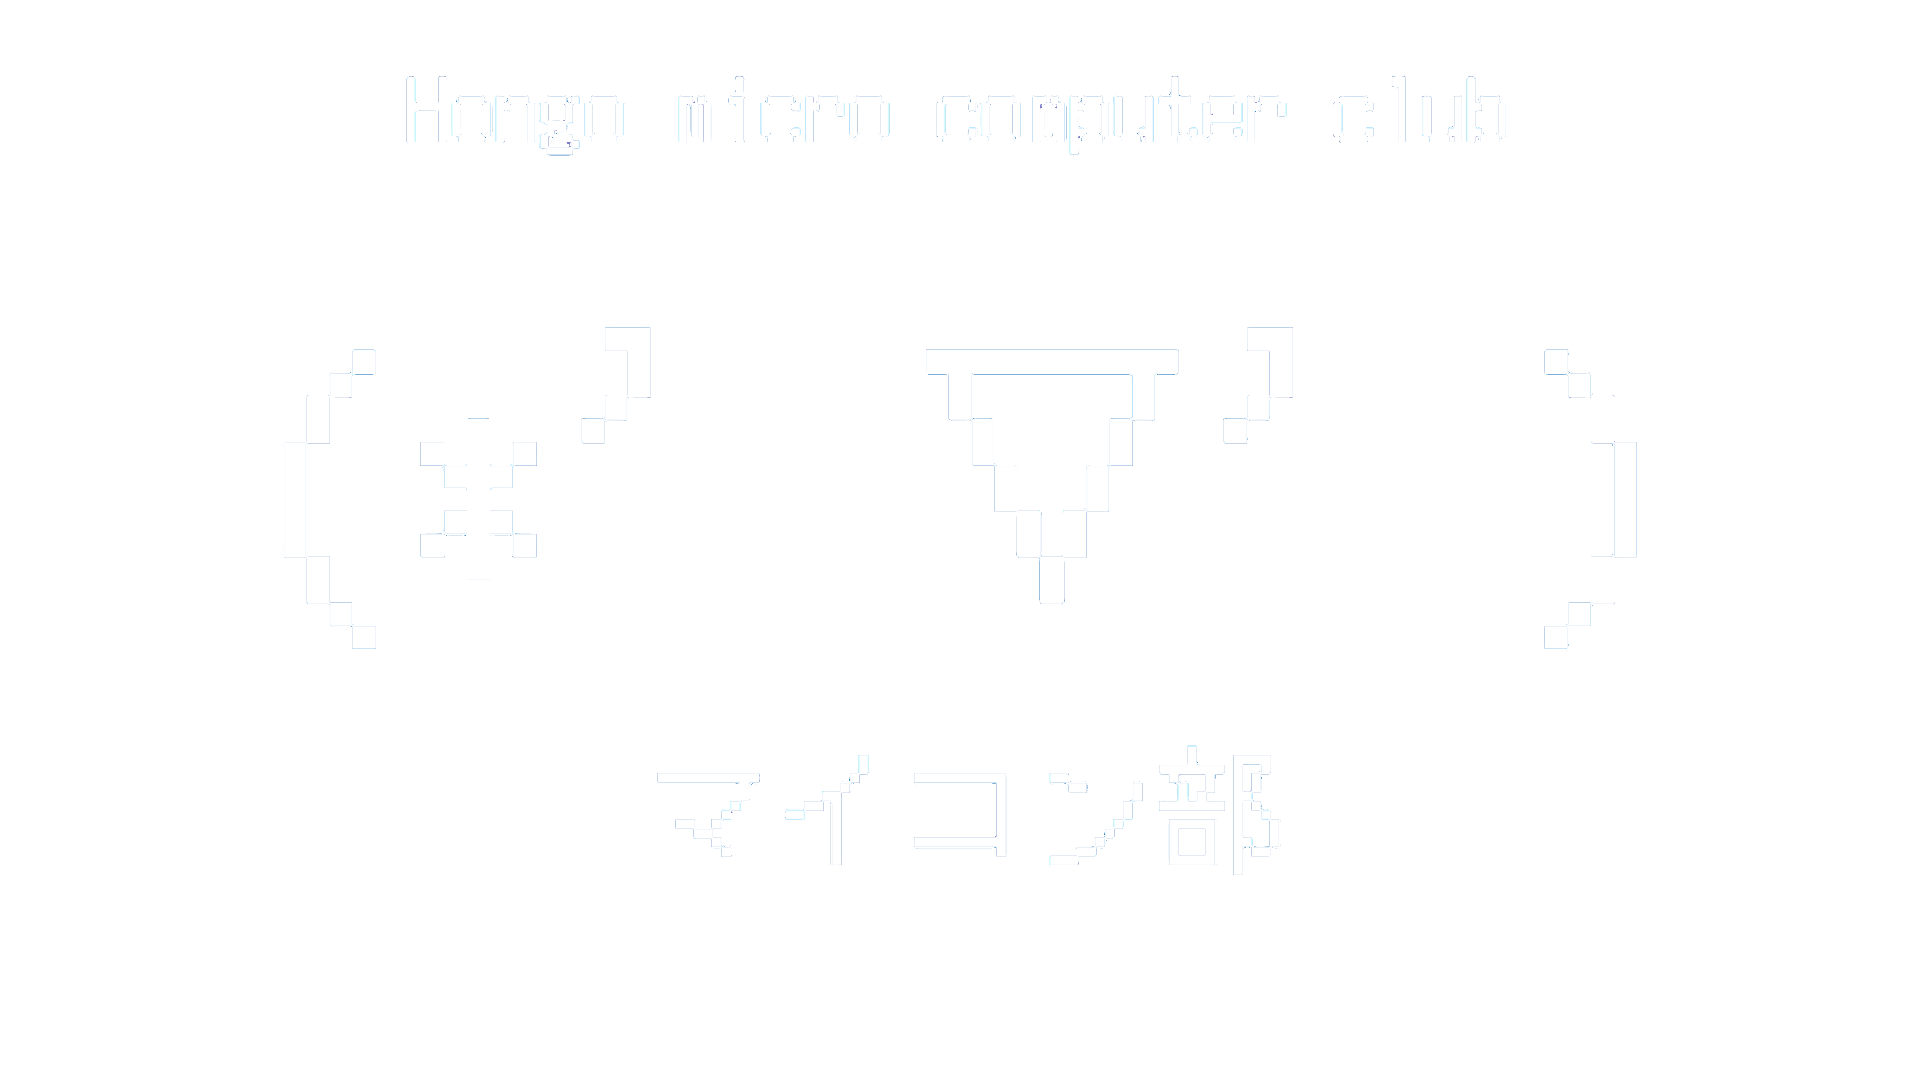 Hongo micro computer club
(*’▽’)
マイコン部